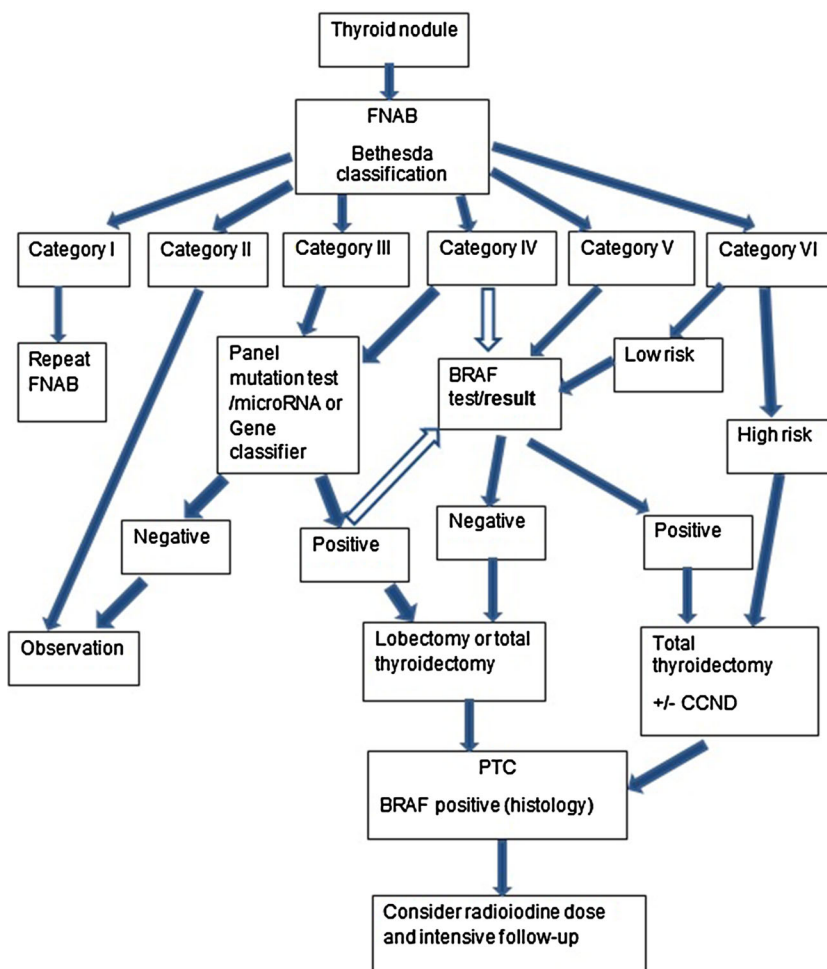 Thyroid nodule
FNAB
Bethesda
classification
Category I
Category II
Category III
Category IV
Category V
Category VI
Repeat
FNAB
Panel
mutation test
/microRNA or
Gene
classifier
BRAF
test/result
Low risk
High risk
Negative
Positive
Negative
Positive
Observation
Lobectomy or total
thyroidectomy
Total
thyroidectomy
+/- CCND
PTC
BRAF positive (histology)
Consider radioiodine dose
and intensive follow-up